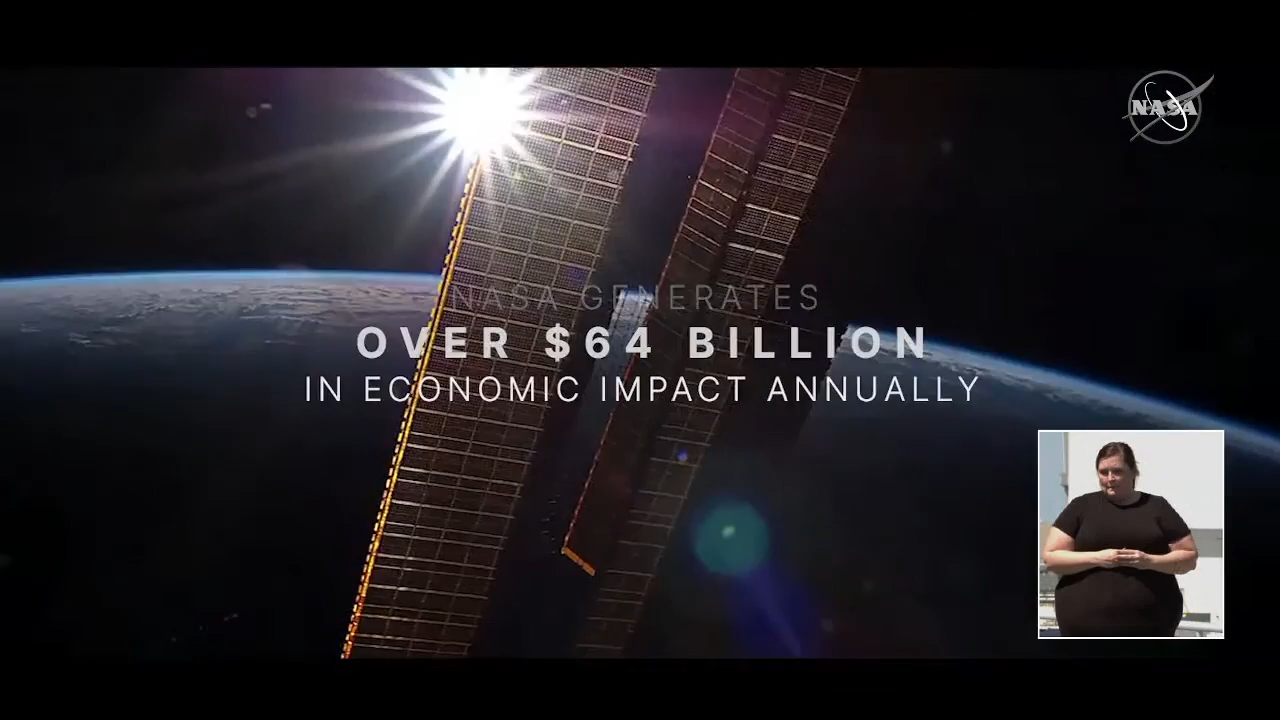 NASA
NASA GENERATES
OVER $64 BILLION
IN ECONOMIC IMPACT ANNUALLY